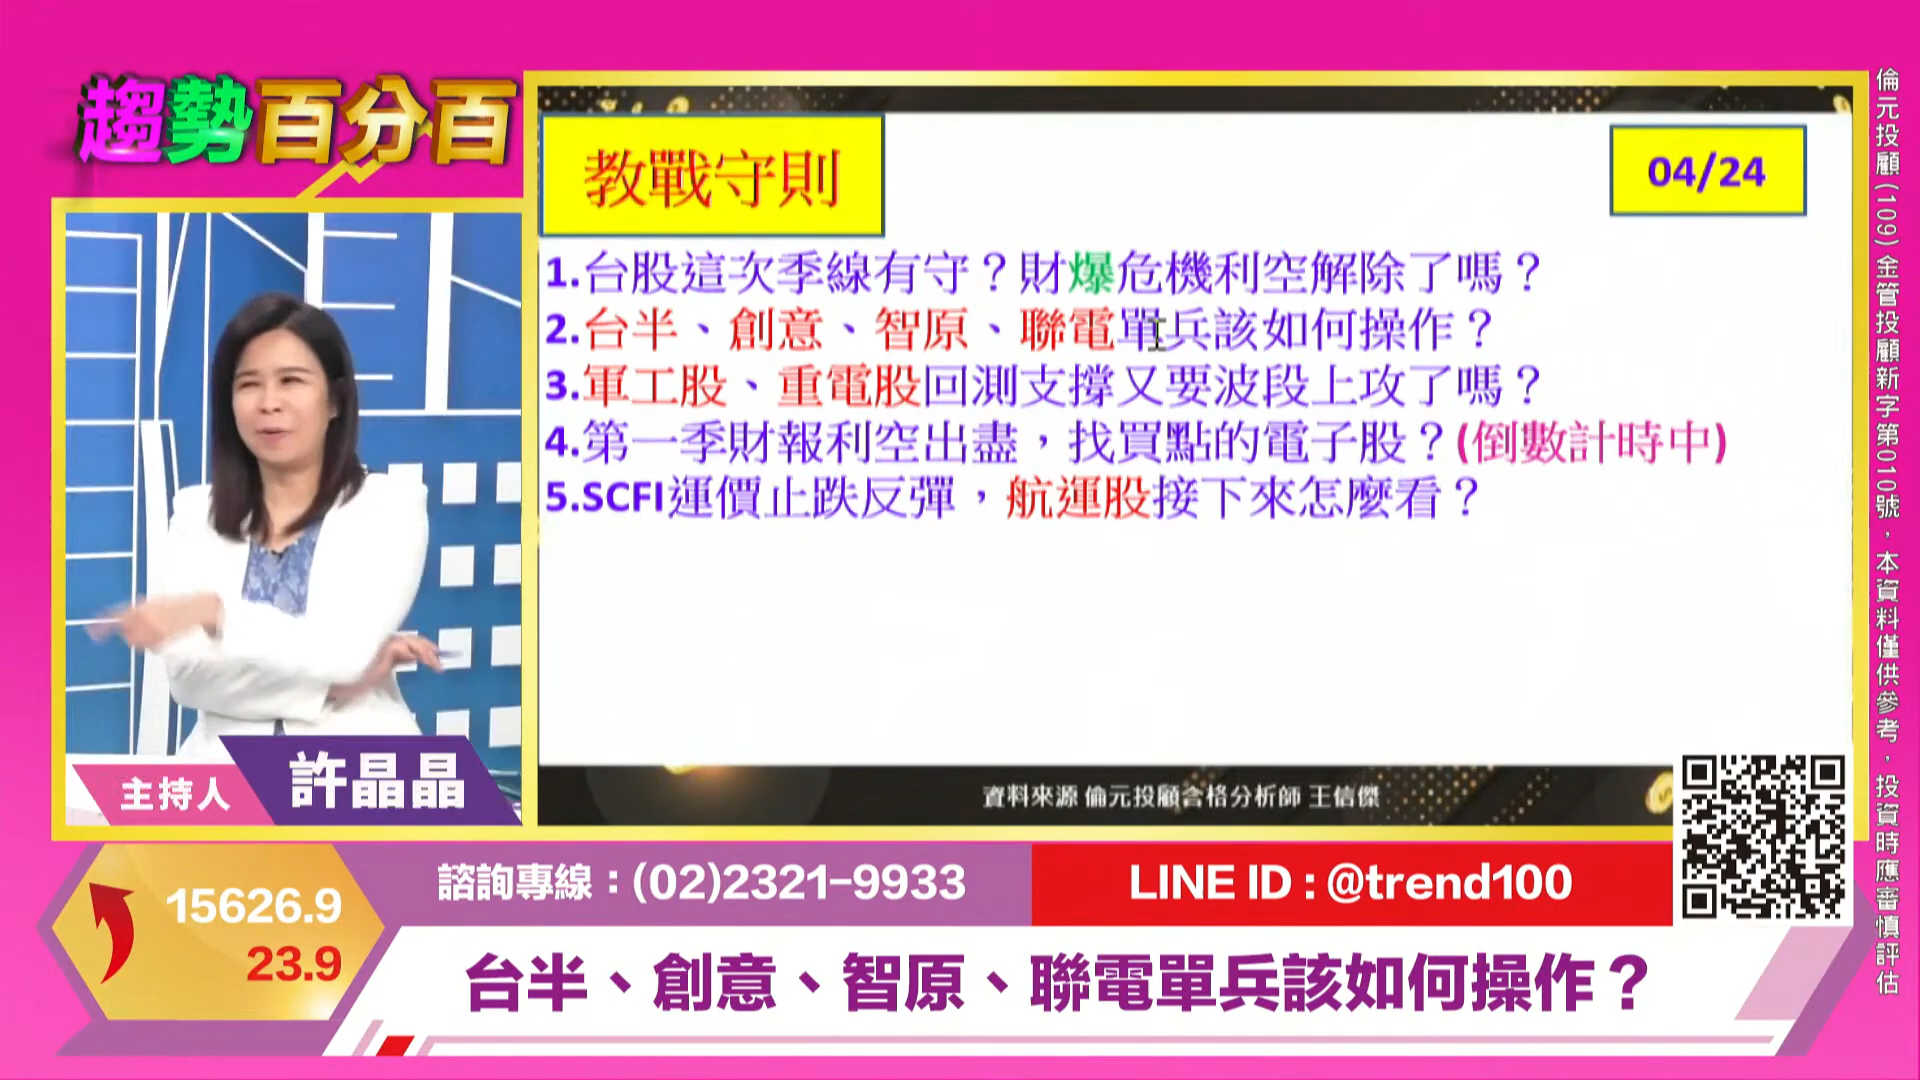 趨勢百分百
教戰守則
04/24
1.台股這次季線有守？財爆危機利空解除了嗎？
2.台半、創意、智原、聯電單兵該如何操作？
3.軍工股、重電股回測支撐又要波段上攻了嗎？
4.第一季財報利空出盡，找買點的電子股？(倒數計時中)
5.SCFI運價止跌反彈，航運股接下來怎麼看？
資料來源 倫元投顧合格分析師 王信傑
主持人 許晶晶
諮詢專線：(02)2321-9933
LINE ID : @trend100
15626.9
23.9
台半、創意、智原、聯電單兵該如何操作？
倫元投顧(109)金管投顧新字第010號，本資料僅供參考，投資時應審慎評估